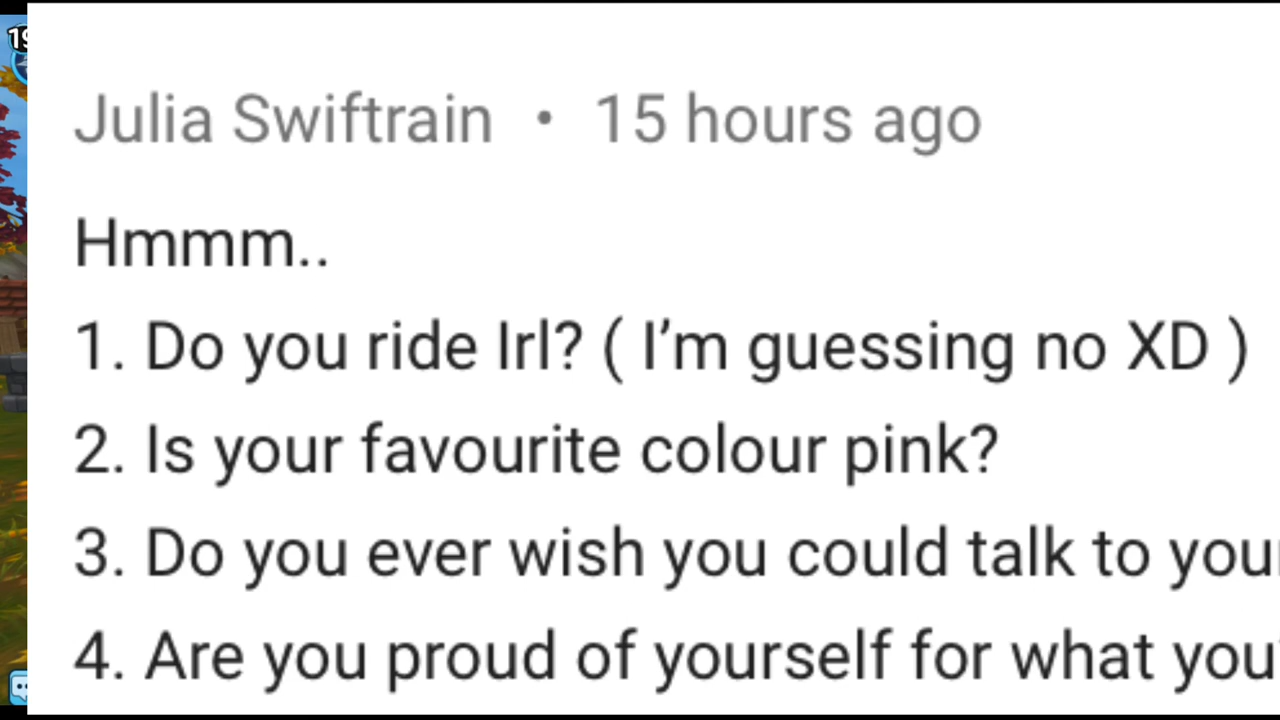 19
Julia Swiftrain • 15 hours ago
Hmmm..
1. Do you ride Irl? ( I’m guessing no XD )
2. Is your favourite colour pink?
3. Do you ever wish you could talk to your
4. Are you proud of yourself for what you'